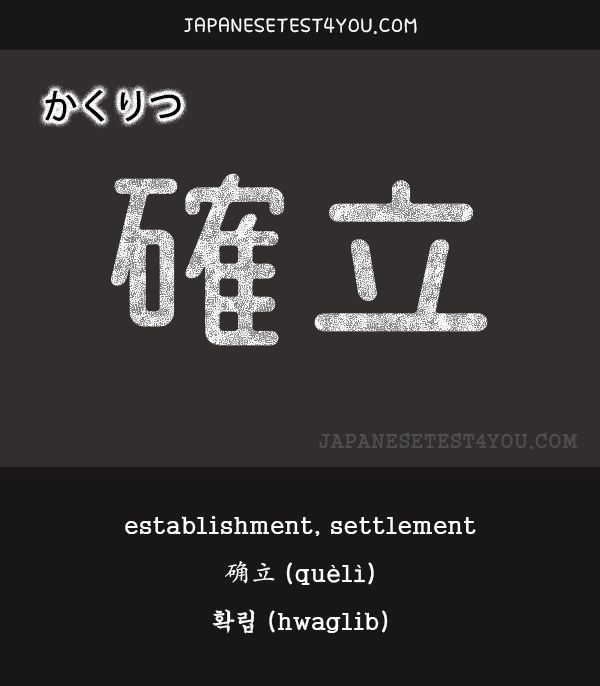 JAPANESETEST4YOU.COM
かくりつ
確立
JAPANESETEST4YOU.COM
establishment, settlement
确立 (quèlì)
확립 (hwaglib)